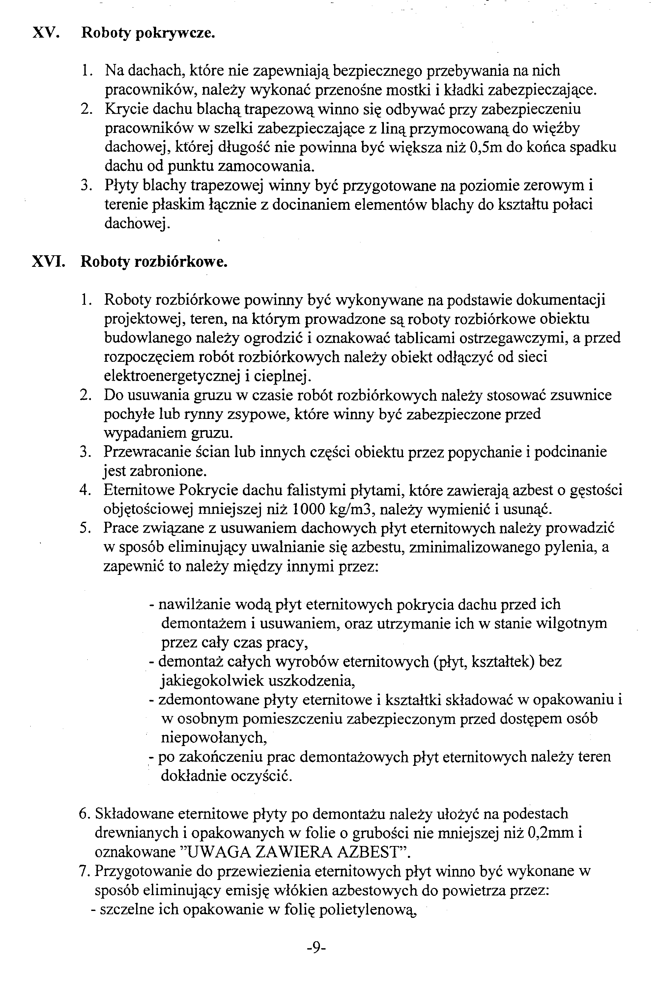 XV. Roboty pokrywcze.
1. Na dachach, które nie zapewniają bezpiecznego przebywania na nich
pracowników, należy wykonać przenośne mostki i kładki zabezpieczające.
2. Krycie dachu blachą trapezową winno się odbywać przy zabezpieczeniu
pracowników w szelki zabezpieczające z liną przymocowaną do więźby
dachowej, której długość nie powinna być większa niż 0,5m do końca spadku
dachu od punktu zamocowania.
3. Płyty blachy trapezowej winny być przygotowane na poziomie zerowym i
terenie płaskim łącznie z docinaniem elementów blachy do kształtu połaci
dachowej.
XVI. Roboty rozbiórkowe.
1. Roboty rozbiórkowe powinny być wykonywane na podstawie dokumentacji
projektowej, teren, na którym prowadzone są roboty rozbiórkowe obiektu
budowlanego należy ogrodzić i oznakować tablicami ostrzegawczymi, a przed
rozpoczęciem robót rozbiórkowych należy obiekt odłączyć od sieci
elektroenergetycznej i cieplnej.
2. Do usuwania gruzu w czasie robót rozbiórkowych należy stosować zsuwnice
pochyłe lub rynny zsypowe, które winny być zabezpieczone przed
wypadaniem gruzu.
3. Przewracanie ścian lub innych części obiektu przez popychanie i podcinanie
jest zabronione.
4. Eternitowe Pokrycie dachu falistymi płytami, które zawierają azbest o gęstości
objętościowej mniejszej niż 1000 kg/m3, należy wymienić i usunąć.
5. Prace związane z usuwaniem dachowych płyt eternitowych należy prowadzić
w sposób eliminujący uwalnianie się azbestu, zminimalizowanego pylenia, a
zapewnić to należy między innymi przez:
- nawilżanie wodą płyt eternitowych pokrycia dachu przed ich
demontażem i usuwaniem, oraz utrzymanie ich w stanie wilgotnym
przez cały czas pracy,
- demontaż całych wyrobów eternitowych (płyt, kształtek) bez
jakiegokolwiek uszkodzenia,
- zdemontowane płyty eternitowe i kształtki składować w opakowaniu i
w osobnym pomieszczeniu zabezpieczonym przed dostępem osób
niepowołanych,
- po zakończeniu prac demontażowych płyt eternitowych należy teren
dokładnie oczyścić.
6. Składowane eternitowe płyty po demontażu należy ułożyć na podestach
drewnianych i opakowanych w folie o grubości nie mniejszej niż 0,2mm i
oznakowane ”UWAGA ZAWIERA AZBEST”.
7. Przygotowanie do przewiezienia eternitowych płyt winno być wykonane w
sposób eliminujący emisję włókien azbestowych do powietrza przez:
- szczelne ich opakowanie w folię polietylenową,
-9-